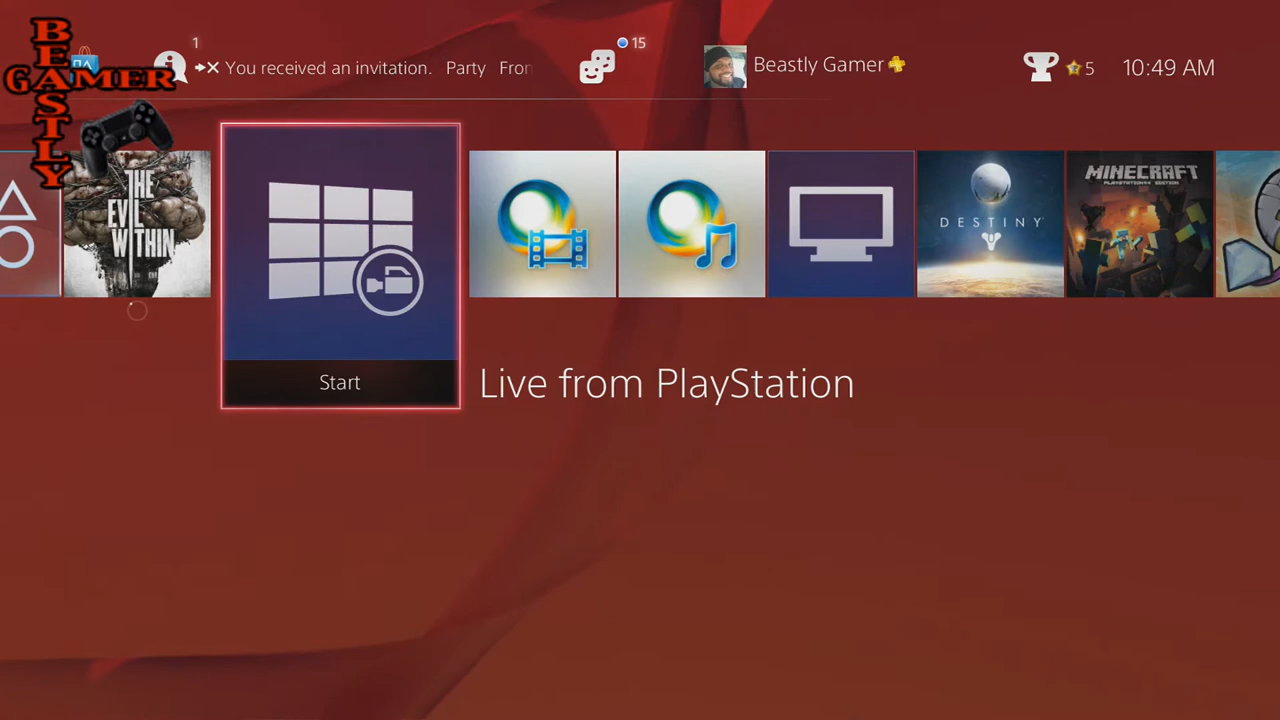 BEASTLY
GAMER
1
You received an invitation. Party Fron
15
Beastly Gamer
5
10:49 AM
THE
EVIL
WITHIN
DESTINY
MINECRAFT
PLAYSTATION®4 EDITION
Start
Live from PlayStation